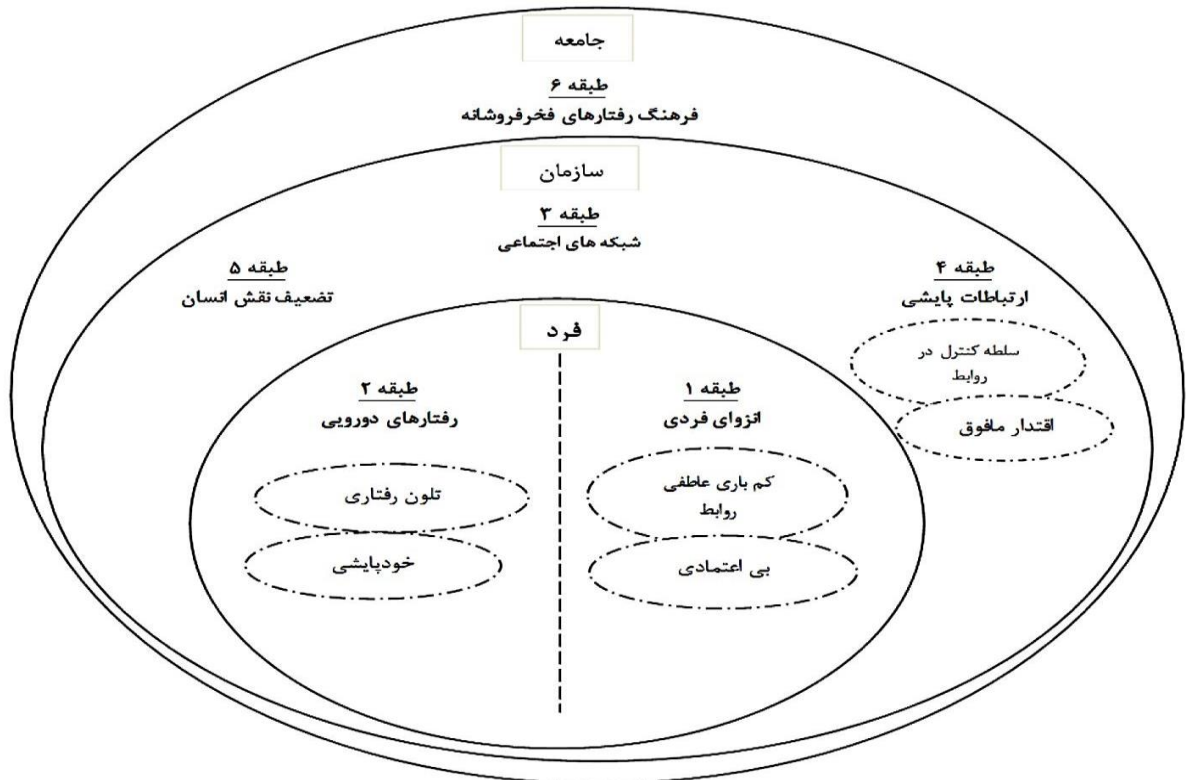 جامعه
طبقه ۶
فرهنگ رفتارهای فخرفروشانه
سازمان
طبقه ۳
شبکه های اجتماعی
طبقه ۴
ارتباطات پایشی
سلطه کنترل در
روابط
اقتدار مافوق
طبقه ۵
تضعیف نقش انسان
فرد
طبقه ۱
انزوای فردی
کم باری عاطفی
روابط
بی اعتمادی
طبقه ۲
رفتارهای دورویی
تلون رفتاری
خودپایشی